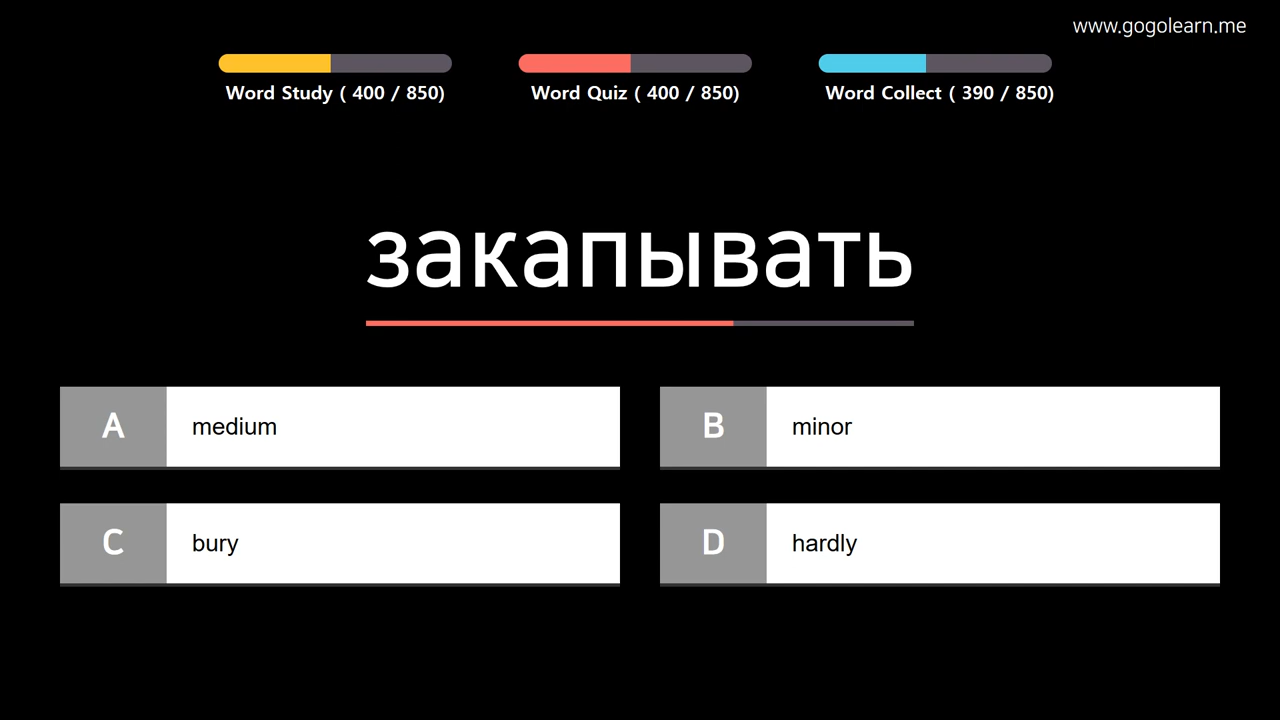 www.gogolearn.me
Word Study ( 400 / 850)
Word Quiz ( 400 / 850)
Word Collect ( 390 / 850)
закапывать
A medium
B minor
C bury
D hardly